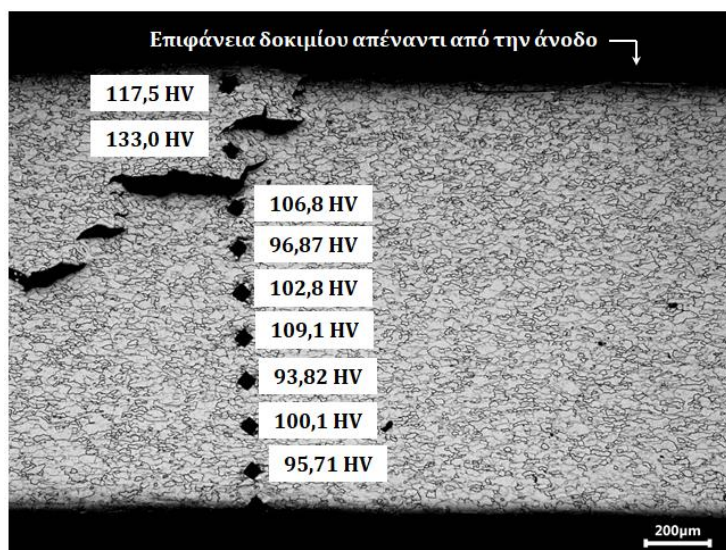 Επιφάνεια δοκιμίου απέναντι από την άνοδο
117,5 HV
133,0 HV
106,8 HV
96,87 HV
102,8 HV
109,1 HV
93,82 HV
100,1 HV
95,71 HV
200μm